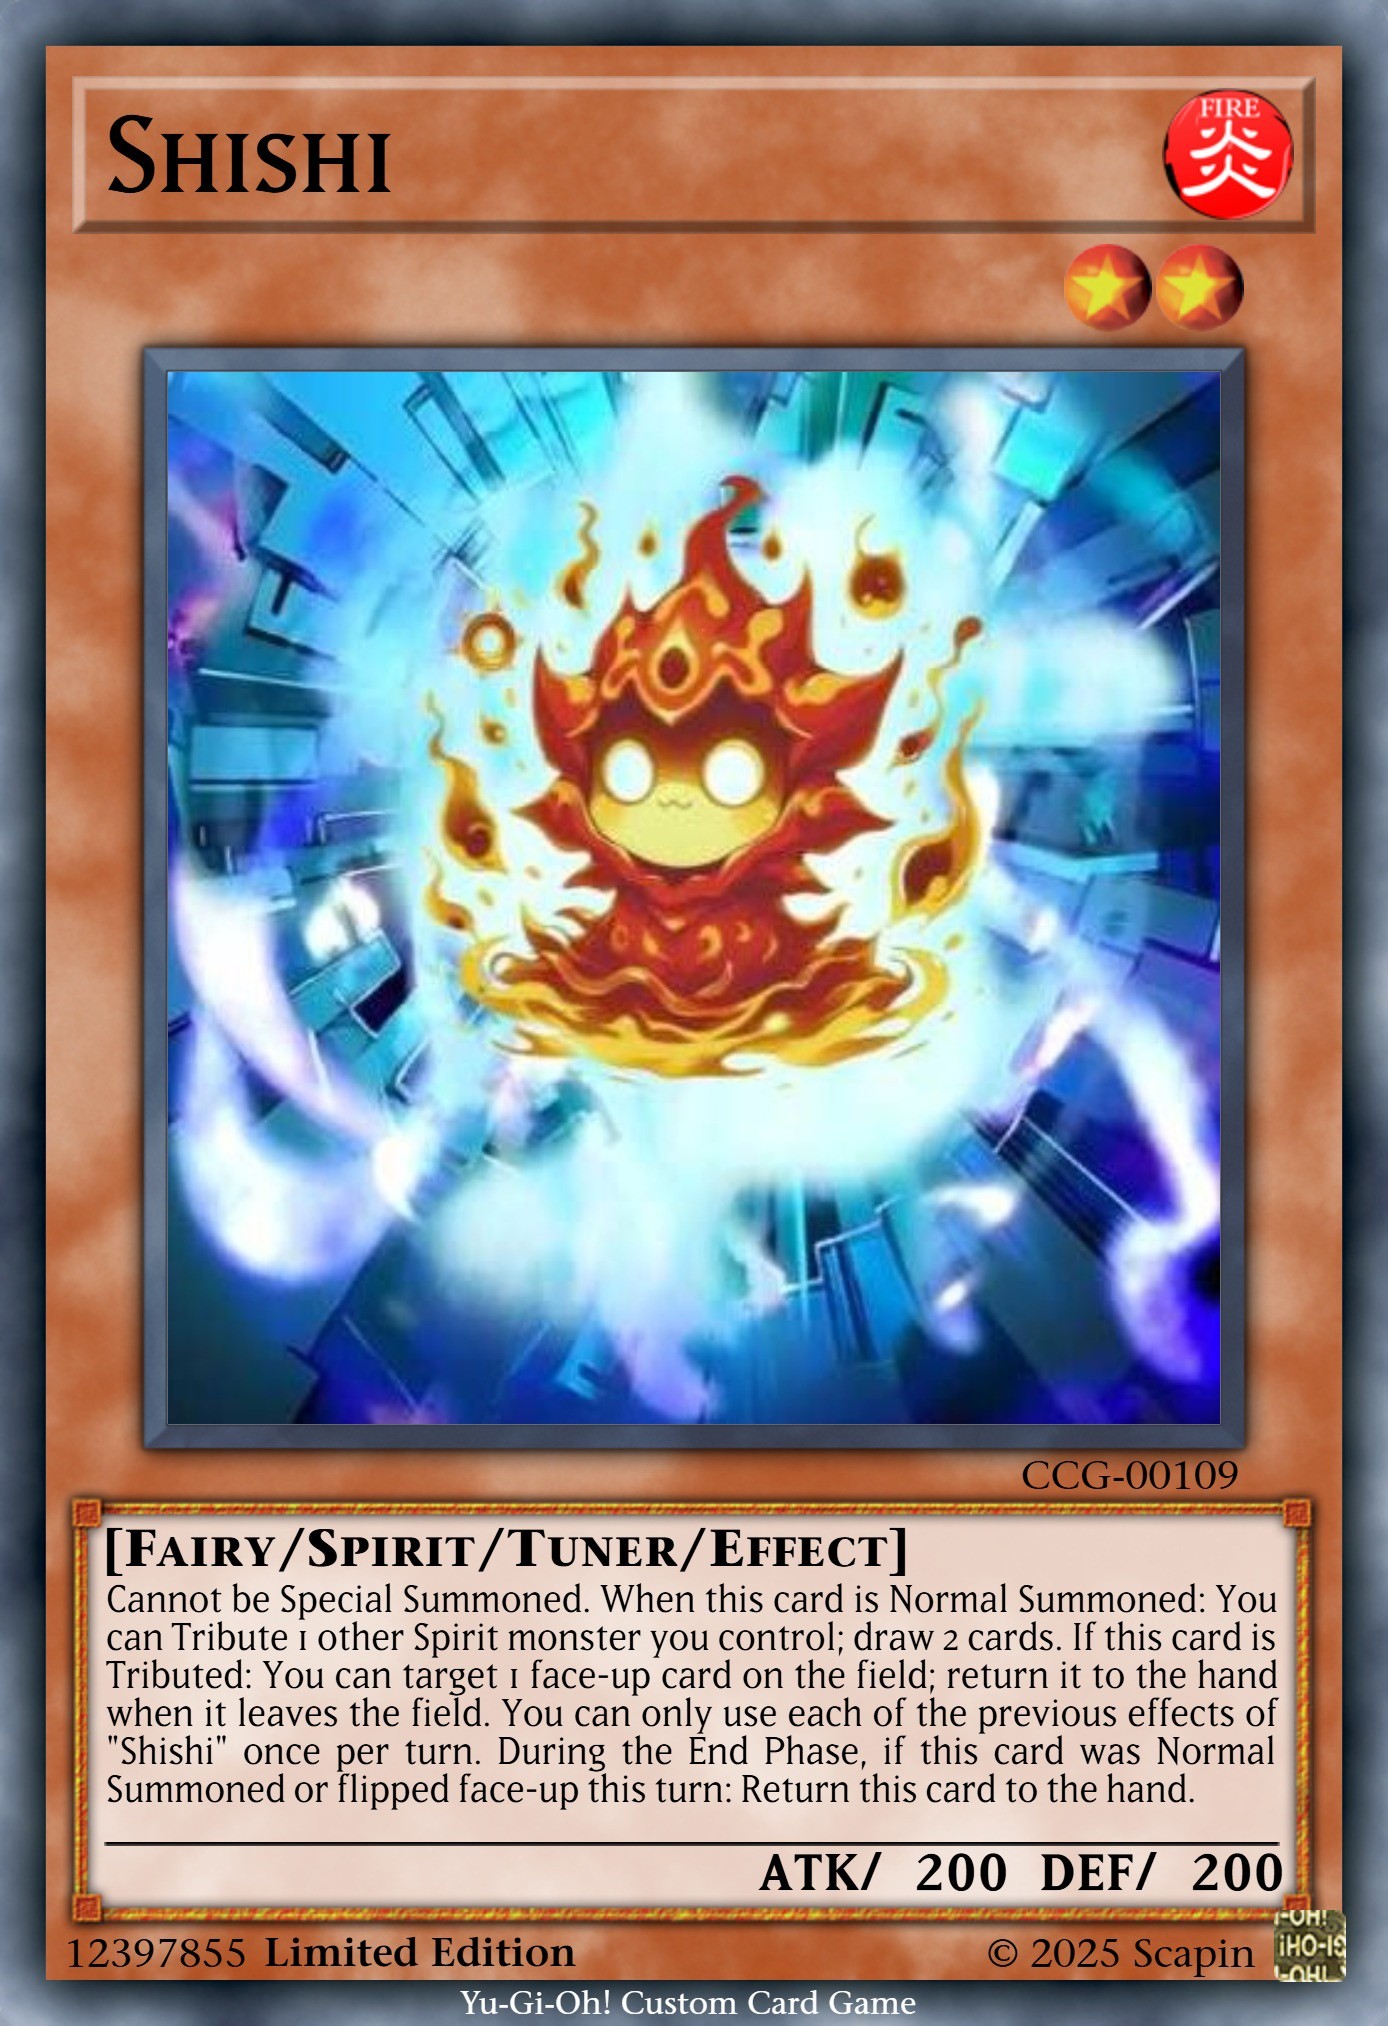 Shishi
FIRE
炎
CCG-00109
[Fairy/Spirit/Tuner/Effect]
Cannot be Special Summoned. When this card is Normal Summoned: You
can Tribute 1 other Spirit monster you control; draw 2 cards. If this card is
Tributed: You can target 1 face-up card on the field; return it to the hand
when it leaves the field. You can only use each of the previous effects of
"Shishi" once per turn. During the End Phase, if this card was Normal
Summoned or flipped face-up this turn: Return this card to the hand.
ATK/ 200 DEF/ 200
12397855 Limited Edition
© 2025 Scapin
Yu-Gi-Oh! Custom Card Game